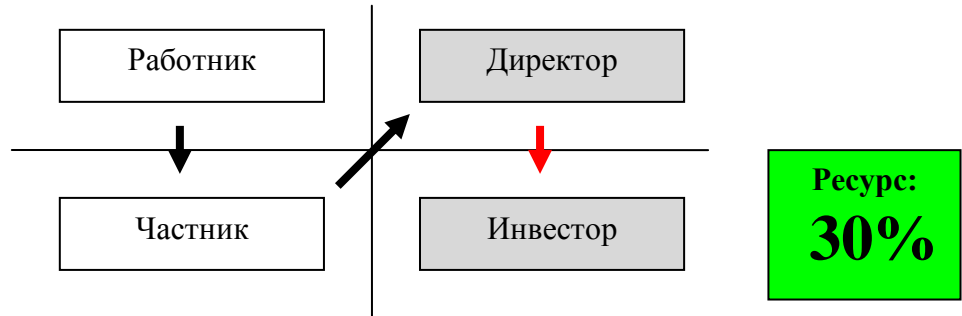 Работник
Директор
Частник
Инвестор
Ресурс:
30%